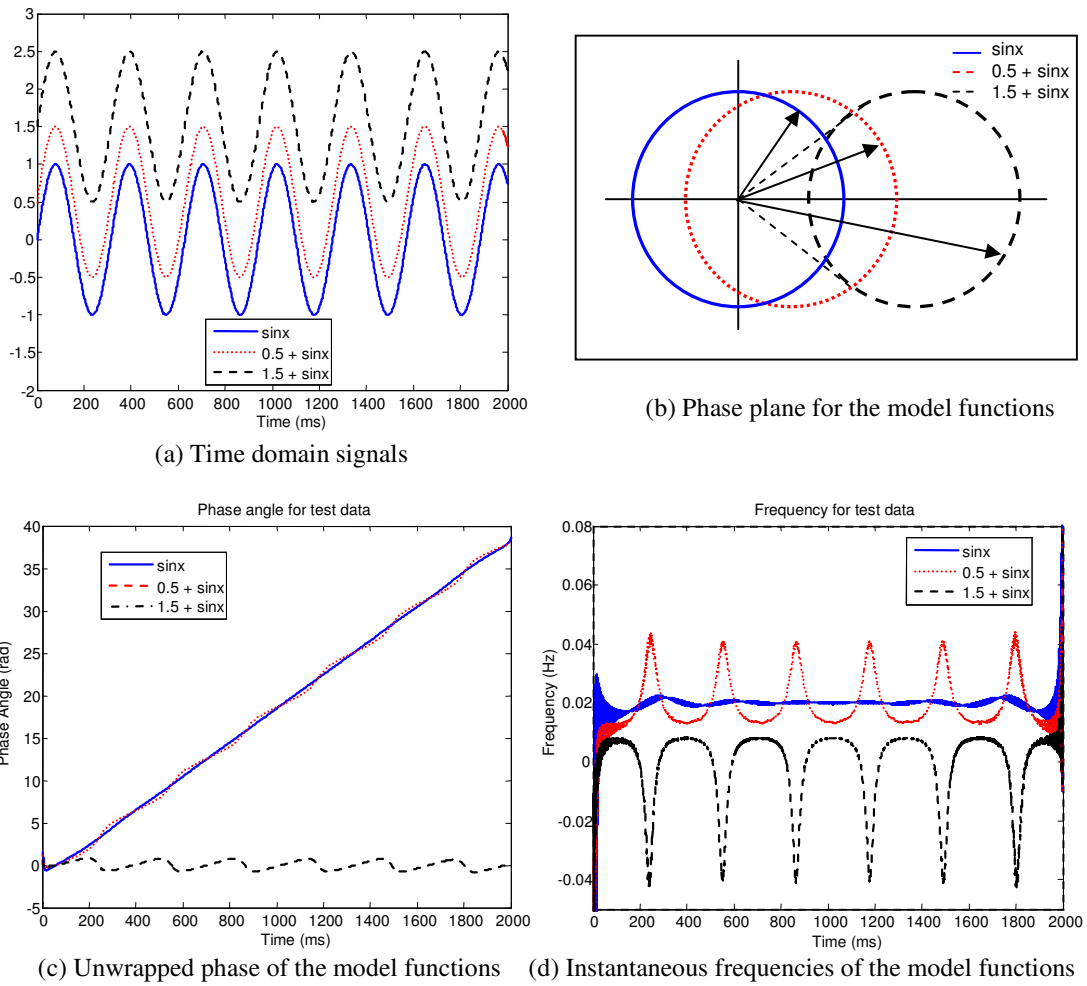 3
2.5
2
1.5
1
0.5
0
-0.5
-1
-1.5
-2
0 200 400 600 800 1000 1200 1400 1600 1800 2000
Time (ms)
sinx
0.5 + sinx
1.5 + sinx
(a) Time domain signals
sinx
0.5 + sinx
1.5 + sinx
(b) Phase plane for the model functions
Phase angle for test data
40
35
30
25
20
15
10
5
0
-5
Phase Angle (rad)
sinx
0.5 + sinx
1.5 + sinx
0 200 400 600 800 1000 1200 1400 1600 1800 2000
Time (ms)
(c) Unwrapped phase of the model functions
Frequency for test data
0.08
0.06
0.04
0.02
0
-0.02
-0.04
Frequency (Hz)
sinx
0.5 + sinx
1.5 + sinx
0 200 400 600 800 1000 1200 1400 1600 1800 2000
Time (ms)
(d) Instantaneous frequencies of the model functions